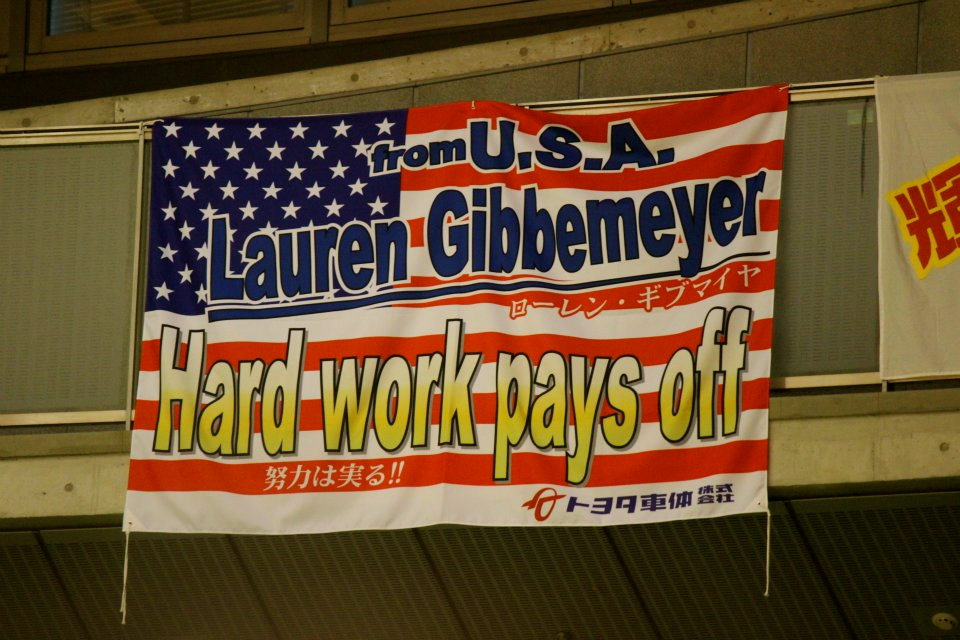 from U.S.A.
Lauren Gibbemeyer
ローレン・ギブマイヤ
Hard work pays off
努力は実る!!
トヨタ車体 株式会社
輝